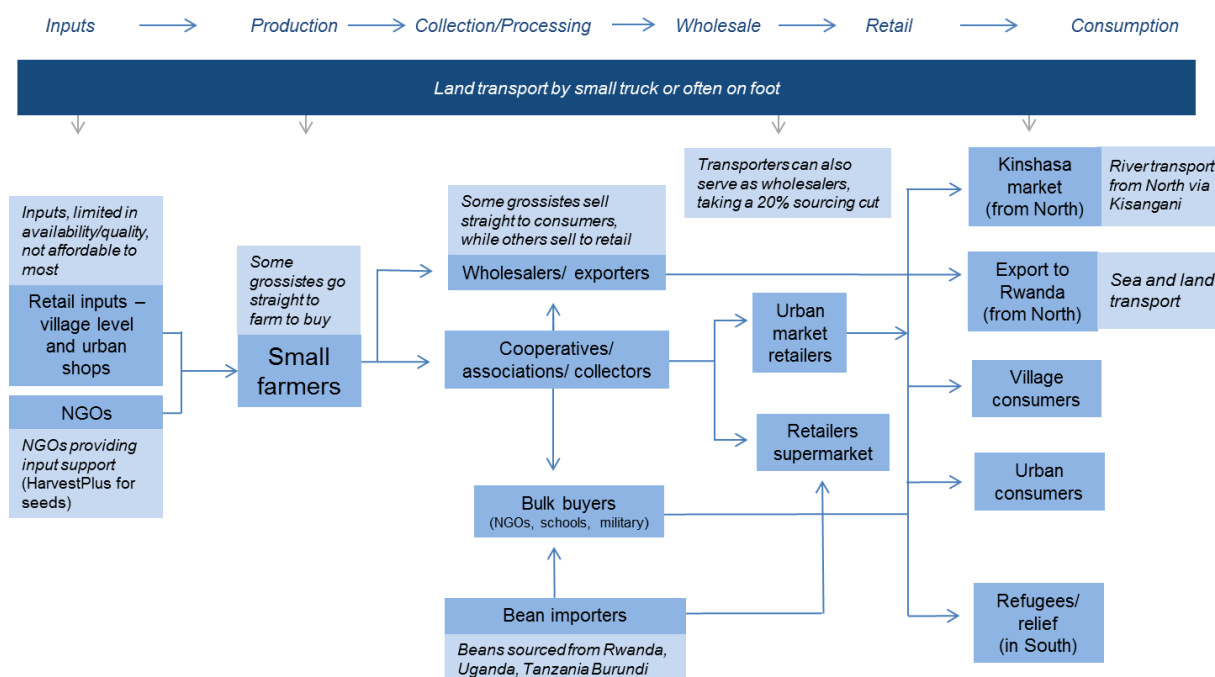 Inputs
Production
Collection/Processing
Wholesale
Retail
Consumption
Land transport by small truck or often on foot
Inputs, limited in
availability/quality,
not affordable to
most
Retail inputs –
village level
and urban
shops
NGOs
NGOs providing
input support
(HarvestPlus for
seeds)
Some
grossistes go
straight to
farm to buy
Small
farmers
Some grossistes sell
straight to consumers,
while others sell to retail
Wholesalers/ exporters
Cooperatives/
associations/ collectors
Bulk buyers
(NGOs, schools, military)
Bean importers
Beans sourced from Rwanda,
Uganda, Tanzania Burundi
Transporters can also
serve as wholesalers,
taking a 20% sourcing cut
Urban
market
retailers
Retailers
supermarket
Kinshasa
market
(from North)
River transport
from North via
Kisangani
Export to
Rwanda
(from North)
Sea and land
transport
Village
consumers
Urban
consumers
Refugees/
relief
(in South)